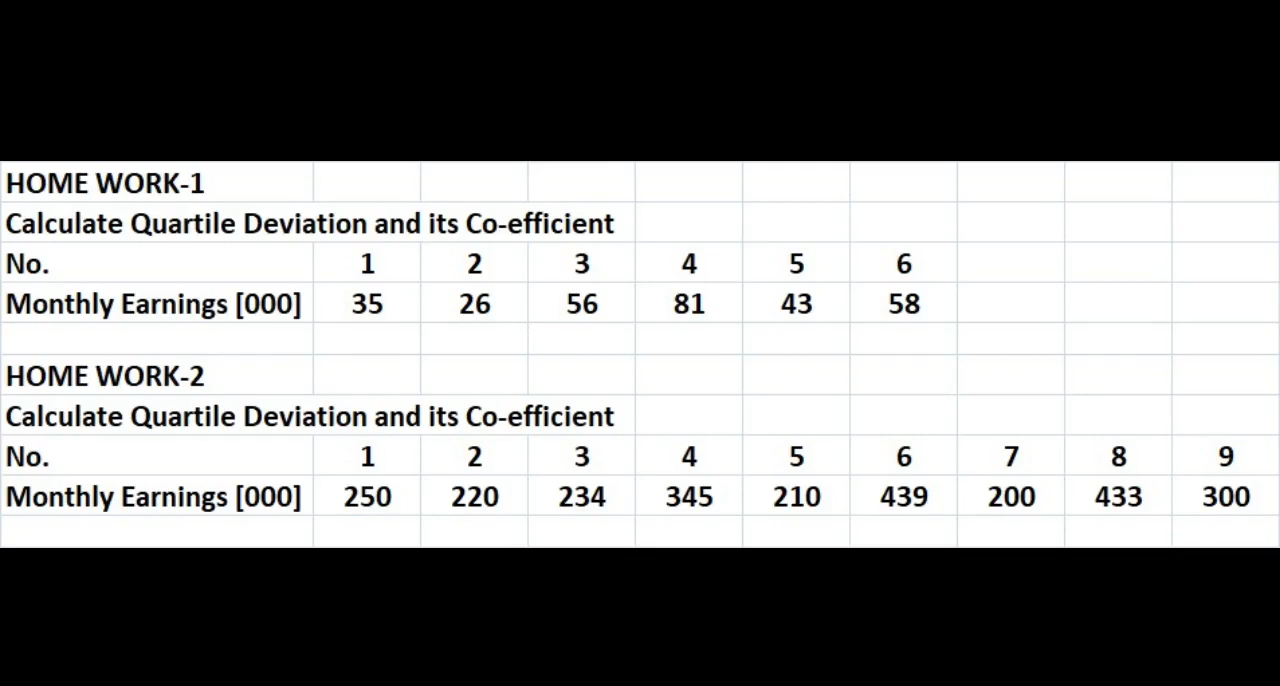 HOME WORK-1
Calculate Quartile Deviation and its Co-efficient
No. 1 2 3 4 5 6
Monthly Earnings [000] 35 26 56 81 43 58
HOME WORK-2
Calculate Quartile Deviation and its Co-efficient
No. 1 2 3 4 5 6 7 8 9
Monthly Earnings [000] 250 220 234 345 210 439 200 433 300